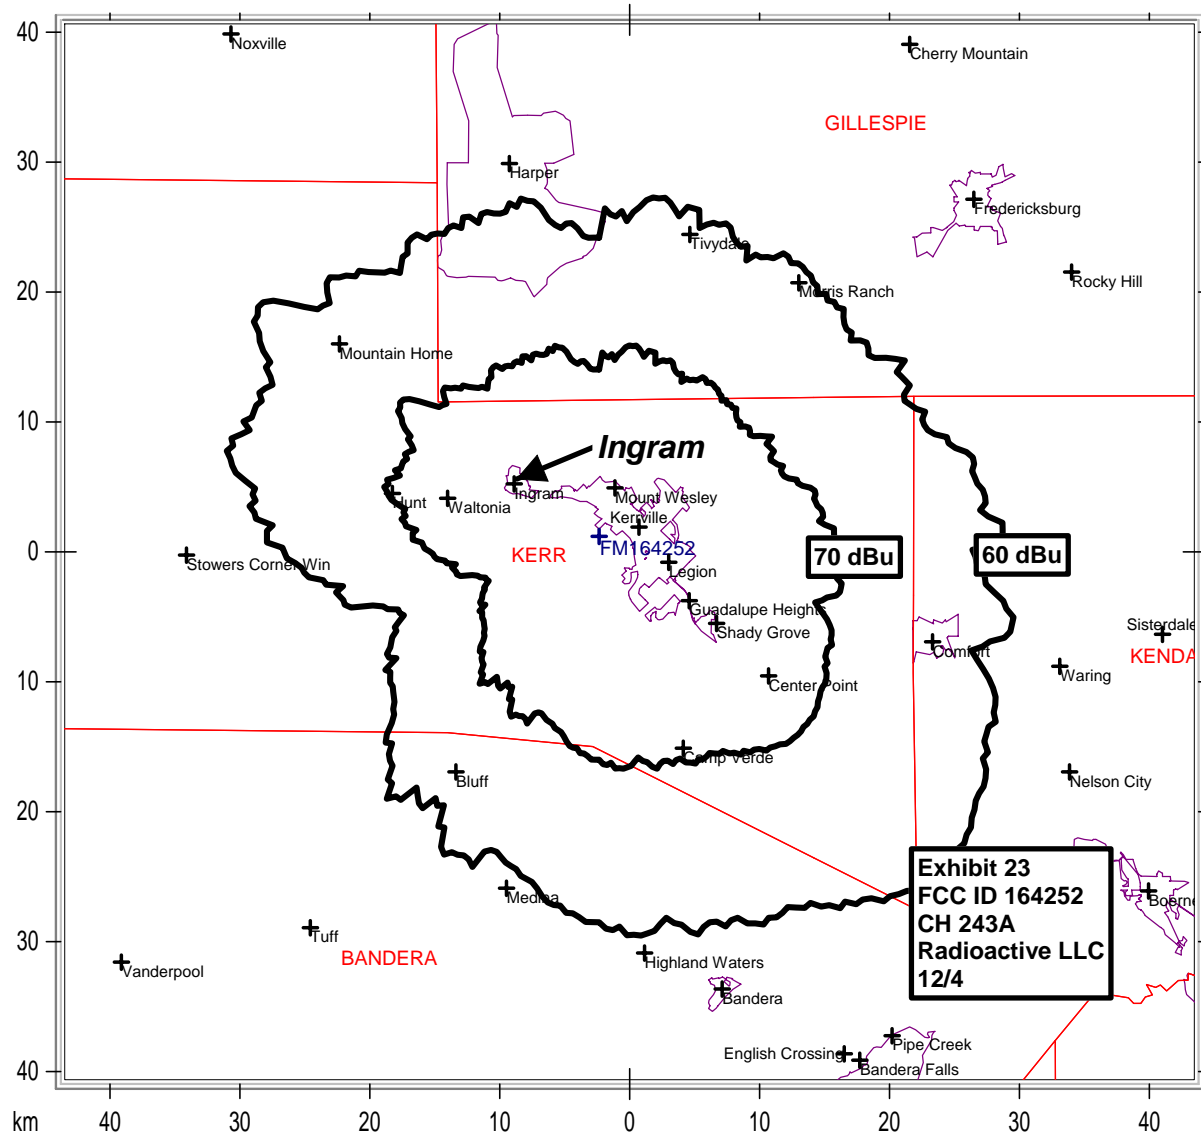 40
Noxville
Cherry Mountain
GILLESPIE
30
Harper
Fredericksburg
Tivydale
Rocky Hill
20
Morris Ranch
Mountain Home
10
Ingram
Hunt
Waltonia
Ingram
Mount Wesley
Kerrville
0
Stowers Corner Win
KERR
FM164252
70 dBu
60 dBu
Legion
Guadalupe Heights
Shady Grove
Comfort
Sisterdale
KENDA
Waring
10
Center Point
Camp Verde
Bluff
Nelson City
20
Medina
Exhibit 23
FCC ID 164252
CH 243A
Radioactive LLC
12/4
Boerne
30
Tuff
BANDERA
Vanderpool
Highland Waters
Bandera
Pipe Creek
English Crossing
Bandera Falls
40
km
40
30
20
10
0
10
20
30
40